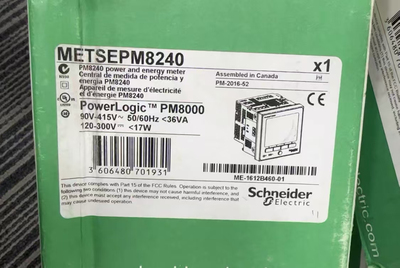 METSEPM8240
x1
PM8240 power and energy meter
Central de medida de potencia y
energía PM8240
Appareil de mesure d'électricité
et d'énergie PM8240
Assembled in Canada
PM-2016-52
PowerLogic™ PM8000
90V-415V~ 50/60Hz <36VA
120-300V⎓ <17W
CE
3 606480 701931
ME-1612B460-01
This device complies with Part 15 of the FCC Rules. Operation is subject to the following
two conditions: (1) this device may not cause harmful interference, and
(2) this device must accept any interference received, including interference
that may cause undesired operation.
Schneider
Electric